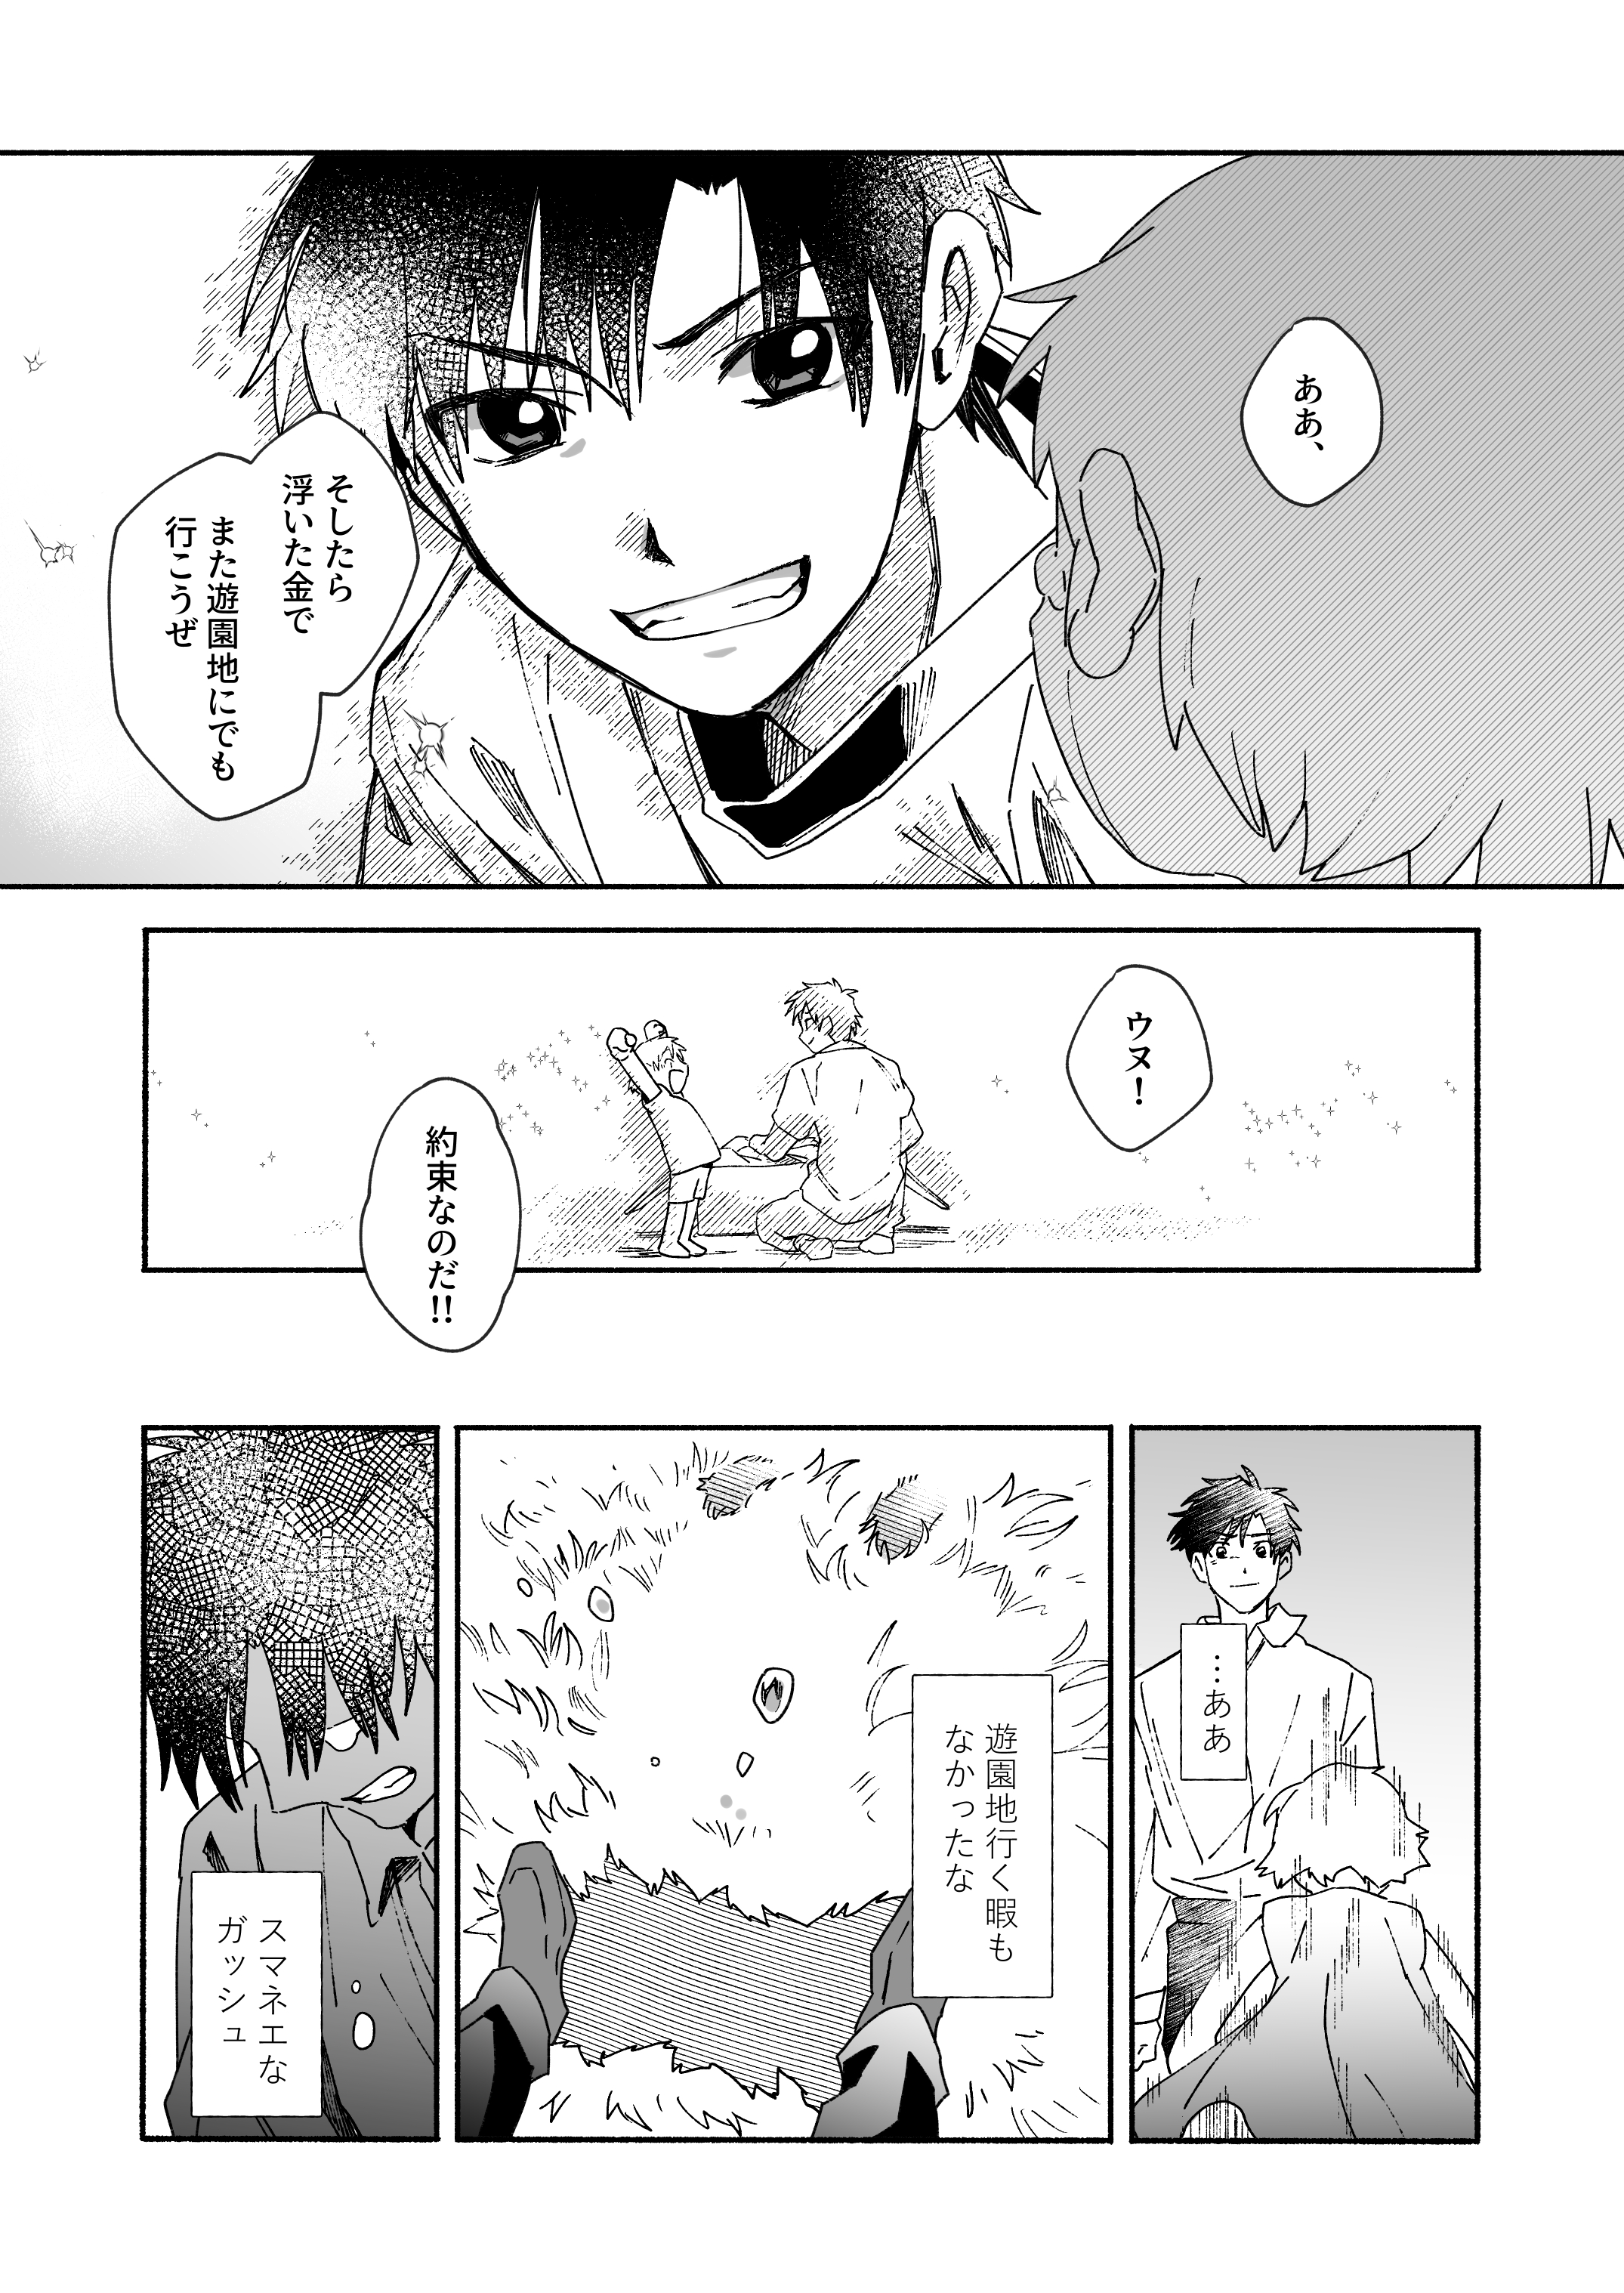 ああ、
そしたら
浮いた金で
また遊園地にでも
行こうぜ
ウヌ！
約束なのだ!!
…ああ
遊園地行く暇も
なかったな
スマネエな
ガッシュ